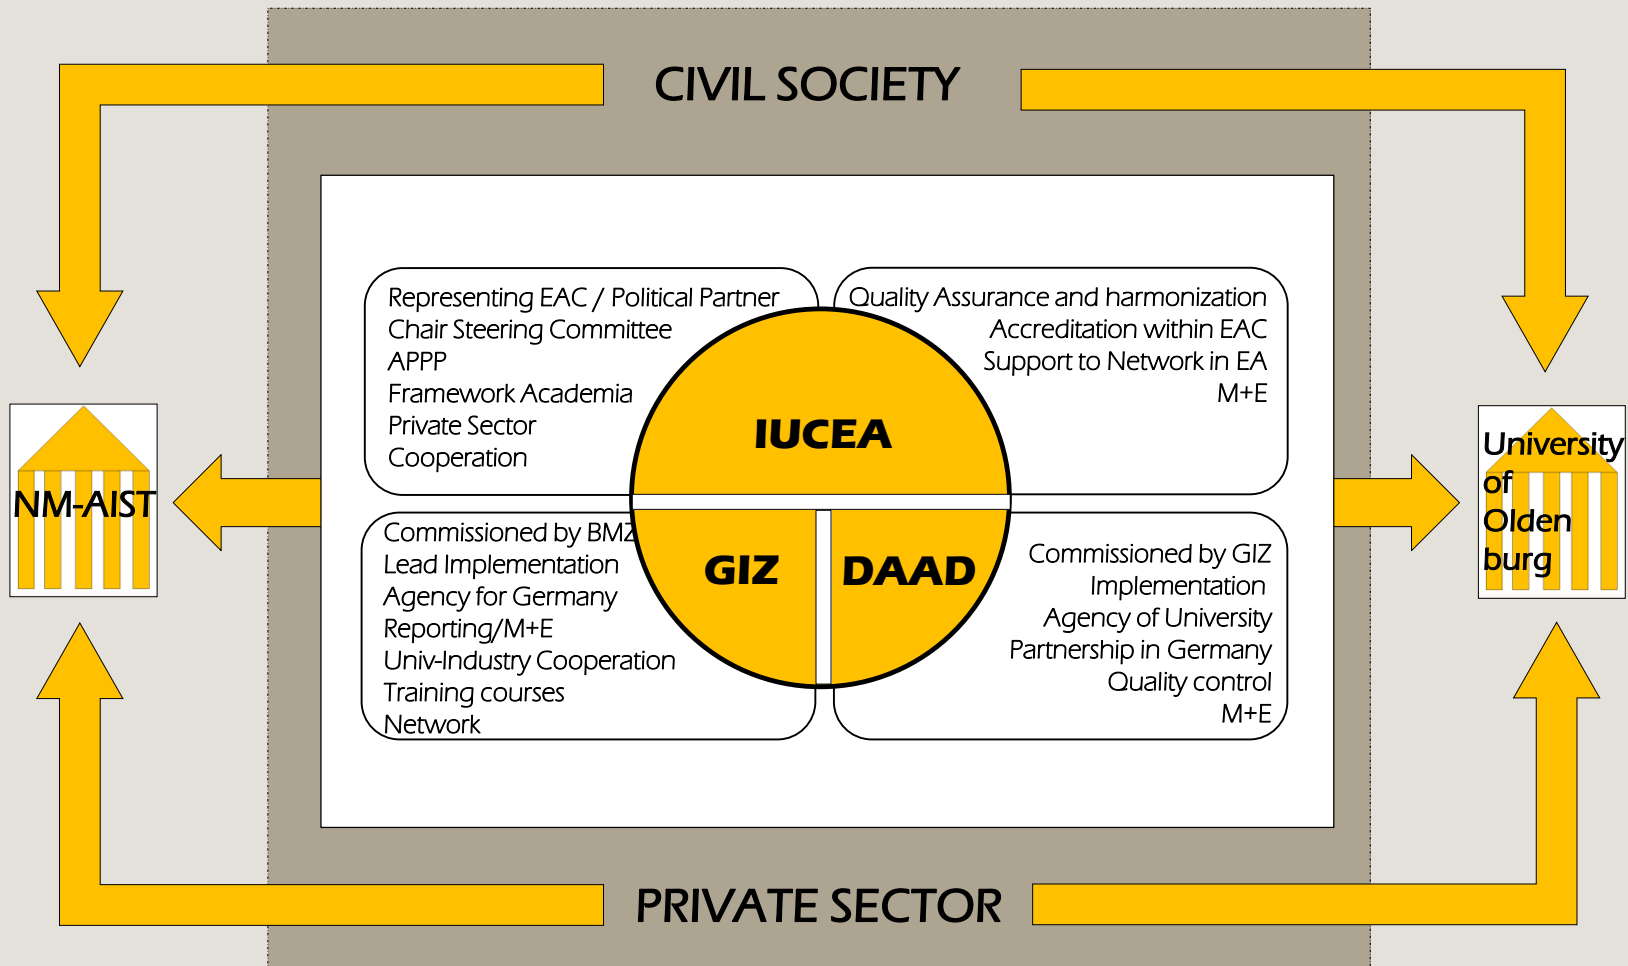 CIVIL SOCIETY
Representing EAC / Political Partner
Chair Steering Committee
APPP
Framework Academia
Private Sector
Cooperation
Quality Assurance and harmonization
Accreditation within EAC
Support to Network in EA
M+E
IUCEA
NM-AIST
University
of
Olden
burg
Commissioned by BMZ
Lead Implementation
Agency for Germany
Reporting/M+E
Univ-Industry Cooperation
Training courses
Network
GIZ
DAAD
Commissioned by GIZ
Implementation
Agency of University
Partnership in Germany
Quality control
M+E
PRIVATE SECTOR